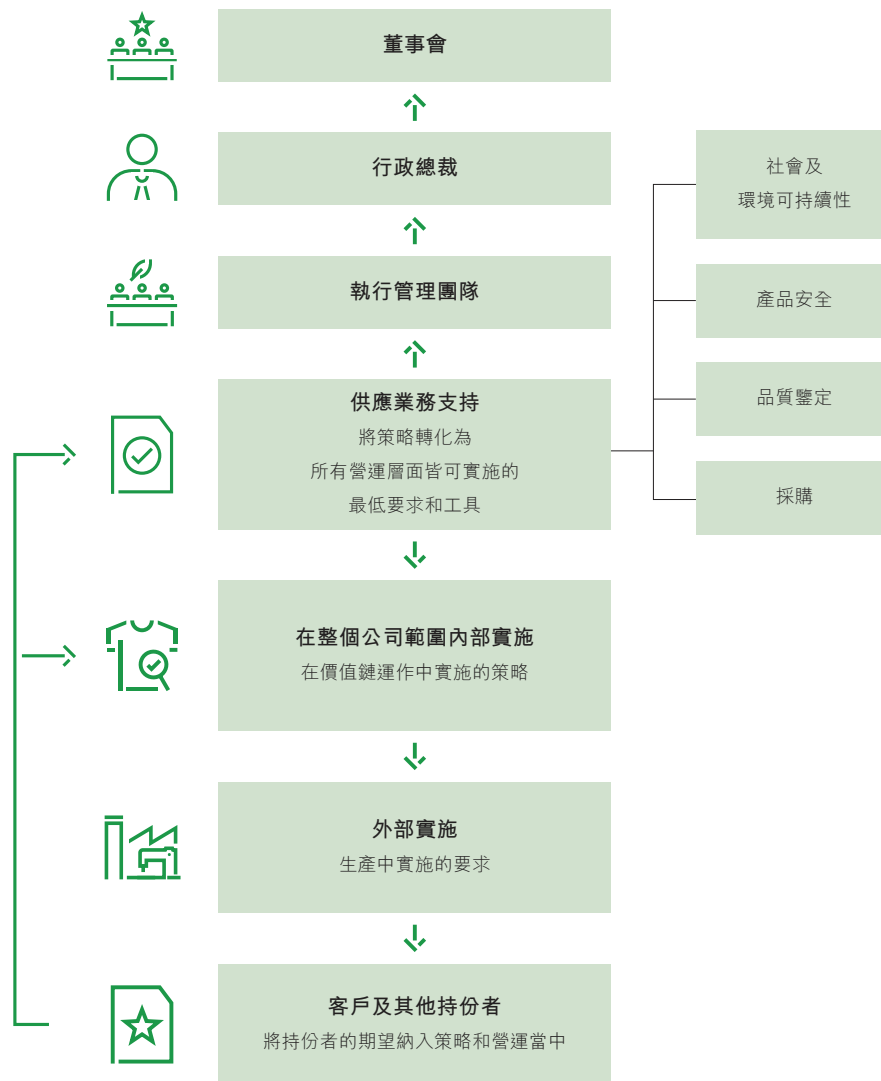 董事會
行政總裁
執行管理團隊
供應業務支持
將策略轉化為
所有營運層面皆可實施的
最低要求和工具
社會及
環境可持續性
產品安全
品質鑒定
採購
在整個公司範圍內部實施
在價值鏈運作中實施的策略
外部實施
生產中實施的要求
客戶及其他持份者
將持份者的期望納入策略和營運當中